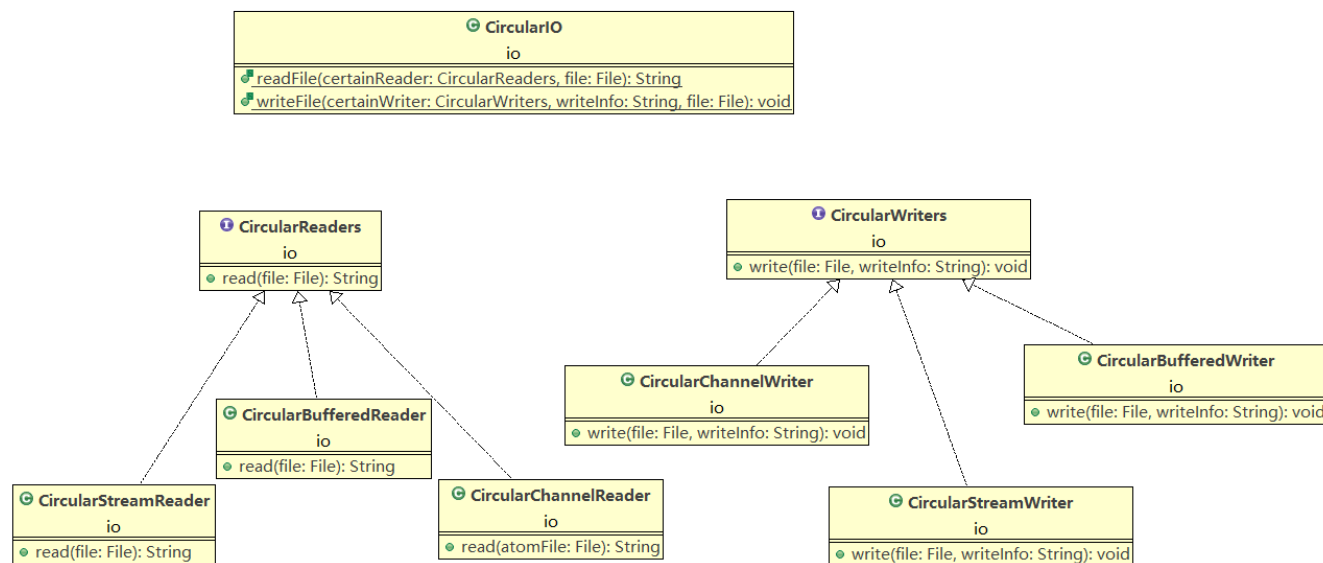 CircularIO
io
readFile(certainReader: CircularReaders, file: File): String
writeFile(certainWriter: CircularWriters, writeInfo: String, file: File): void
I CircularReaders
io
read(file: File): String
I CircularWriters
io
write(file: File, writeInfo: String): void
C CircularStreamReader
io
read(file: File): String
C CircularBufferedReader
io
read(file: File): String
C CircularChannelReader
io
read(atomFile: File): String
C CircularChannelWriter
io
write(file: File, writeInfo: String): void
C CircularStreamWriter
io
write(file: File, writeInfo: String): void
C CircularBufferedWriter
io
write(file: File, writeInfo: String): void